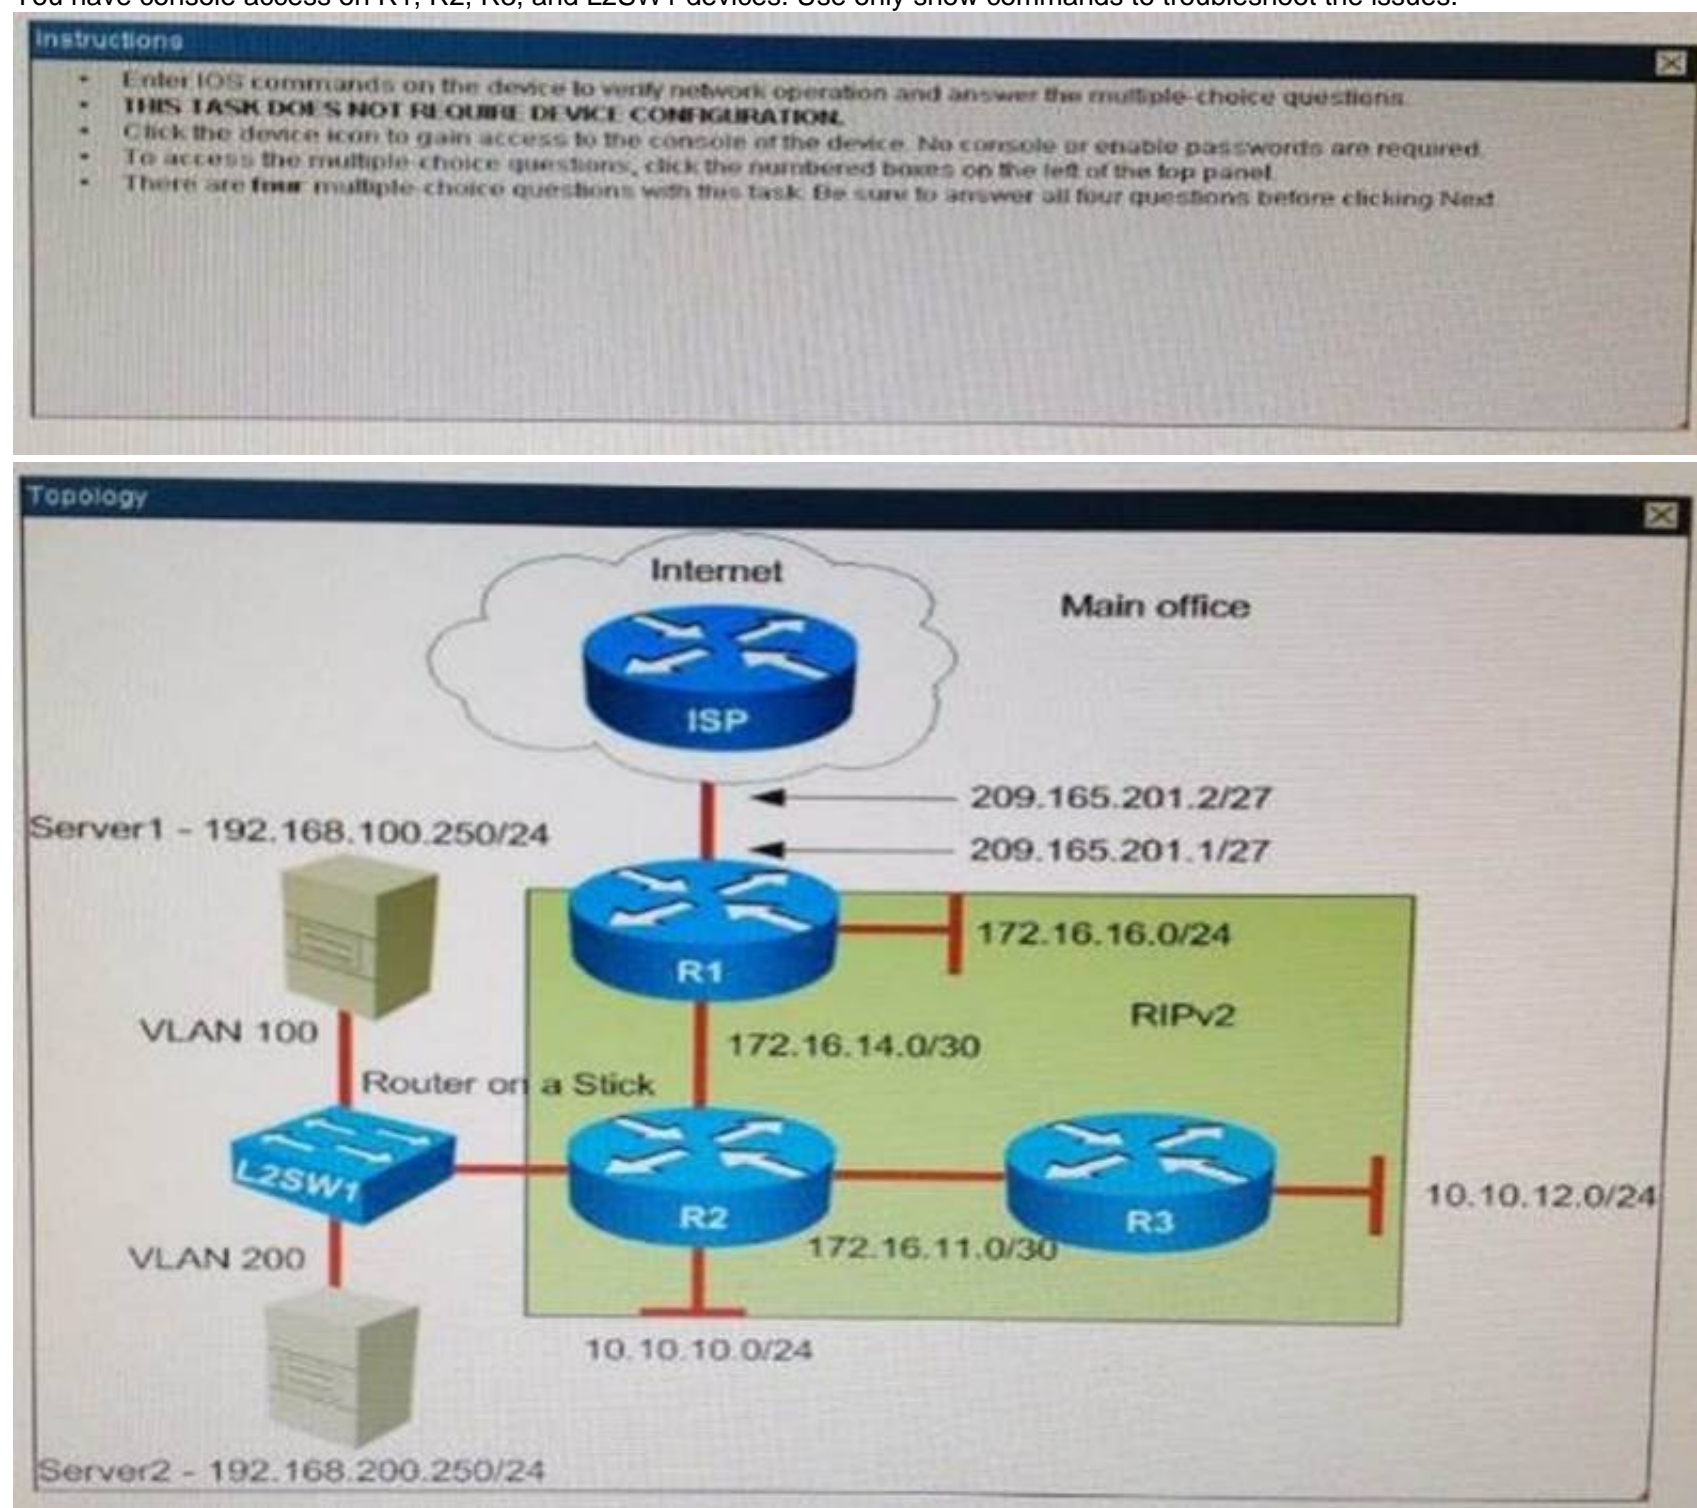 You have console access on R1, R2, R3, and L2SW1 devices. Use only show commands to troubleshoot the issues.
Instructions
• Enter IOS commands on the device to verify network operation and answer the multiple-choice questions.
• THIS TASK DOES NOT REQUIRE DEVICE CONFIGURATION.
• Click the device icon to gain access to the console of the device. No console or enable passwords are required.
• To access the multiple-choice questions, click the numbered boxes on the left of the top panel.
• There are four multiple-choice questions with this task. Be sure to answer all four questions before clicking Next.
Topology
Internet
Main office
ISP
209.165.201.2/27
Server1 - 192.168.100.250/24
209.165.201.1/27
172.16.16.0/24
R1
RIPv2
VLAN 100
172.16.14.0/30
Router on a Stick
L2SW1
R2
R3
10.10.12.0/24
VLAN 200
172.16.11.0/30
10.10.10.0/24
Server2 - 192.168.200.250/24